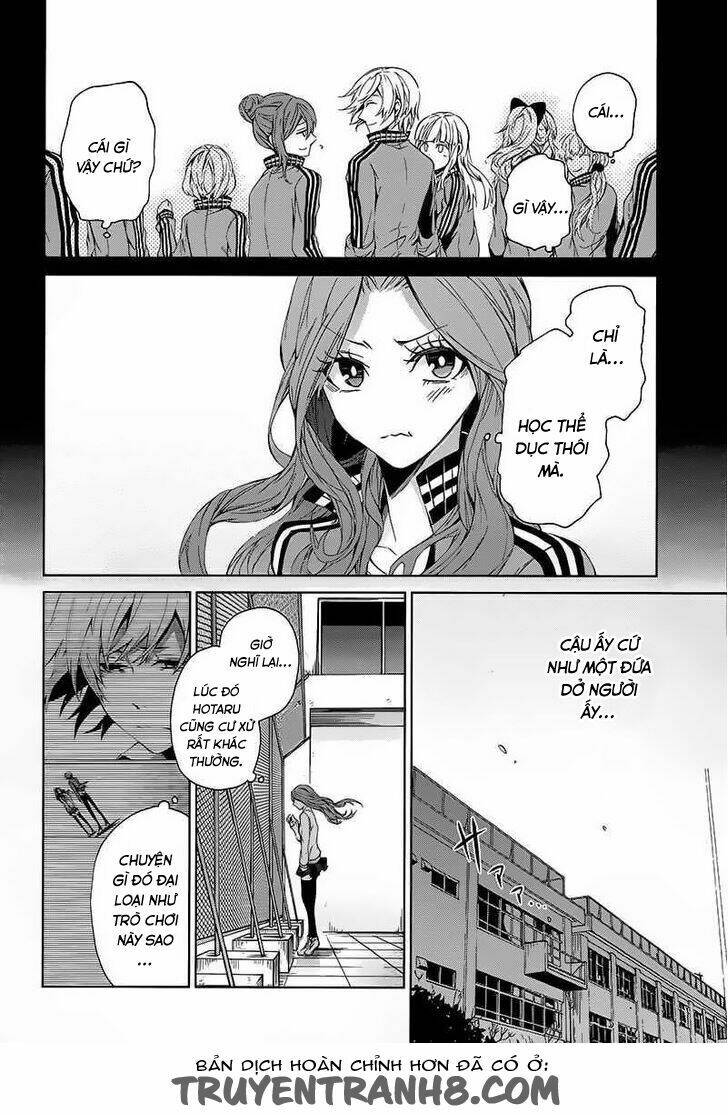 CÁI...
GÌ VẬY...
CÁI GÌ
VẬY CHỨ?
CHỈ
LÀ...
HỌC THỂ
DỤC THÔI
MÀ.
CẬU ẤY CỨ
NHƯ MỘT ĐỨA
DỞ NGƯỜI
ẤY...
GIỜ
NGHĨ LẠI...
LÚC ĐÓ
HOTARU
CŨNG CƯ XỬ
RẤT KHÁC
THƯỜNG.
CHUYỆN
GÌ ĐÓ ĐẠI
LOẠI NHƯ
TRÒ CHƠI
NÀY SAO
...
BẢN DỊCH HOÀN CHỈNH HƠN ĐÃ CÓ Ở:
TRUYENTRANH8.COM